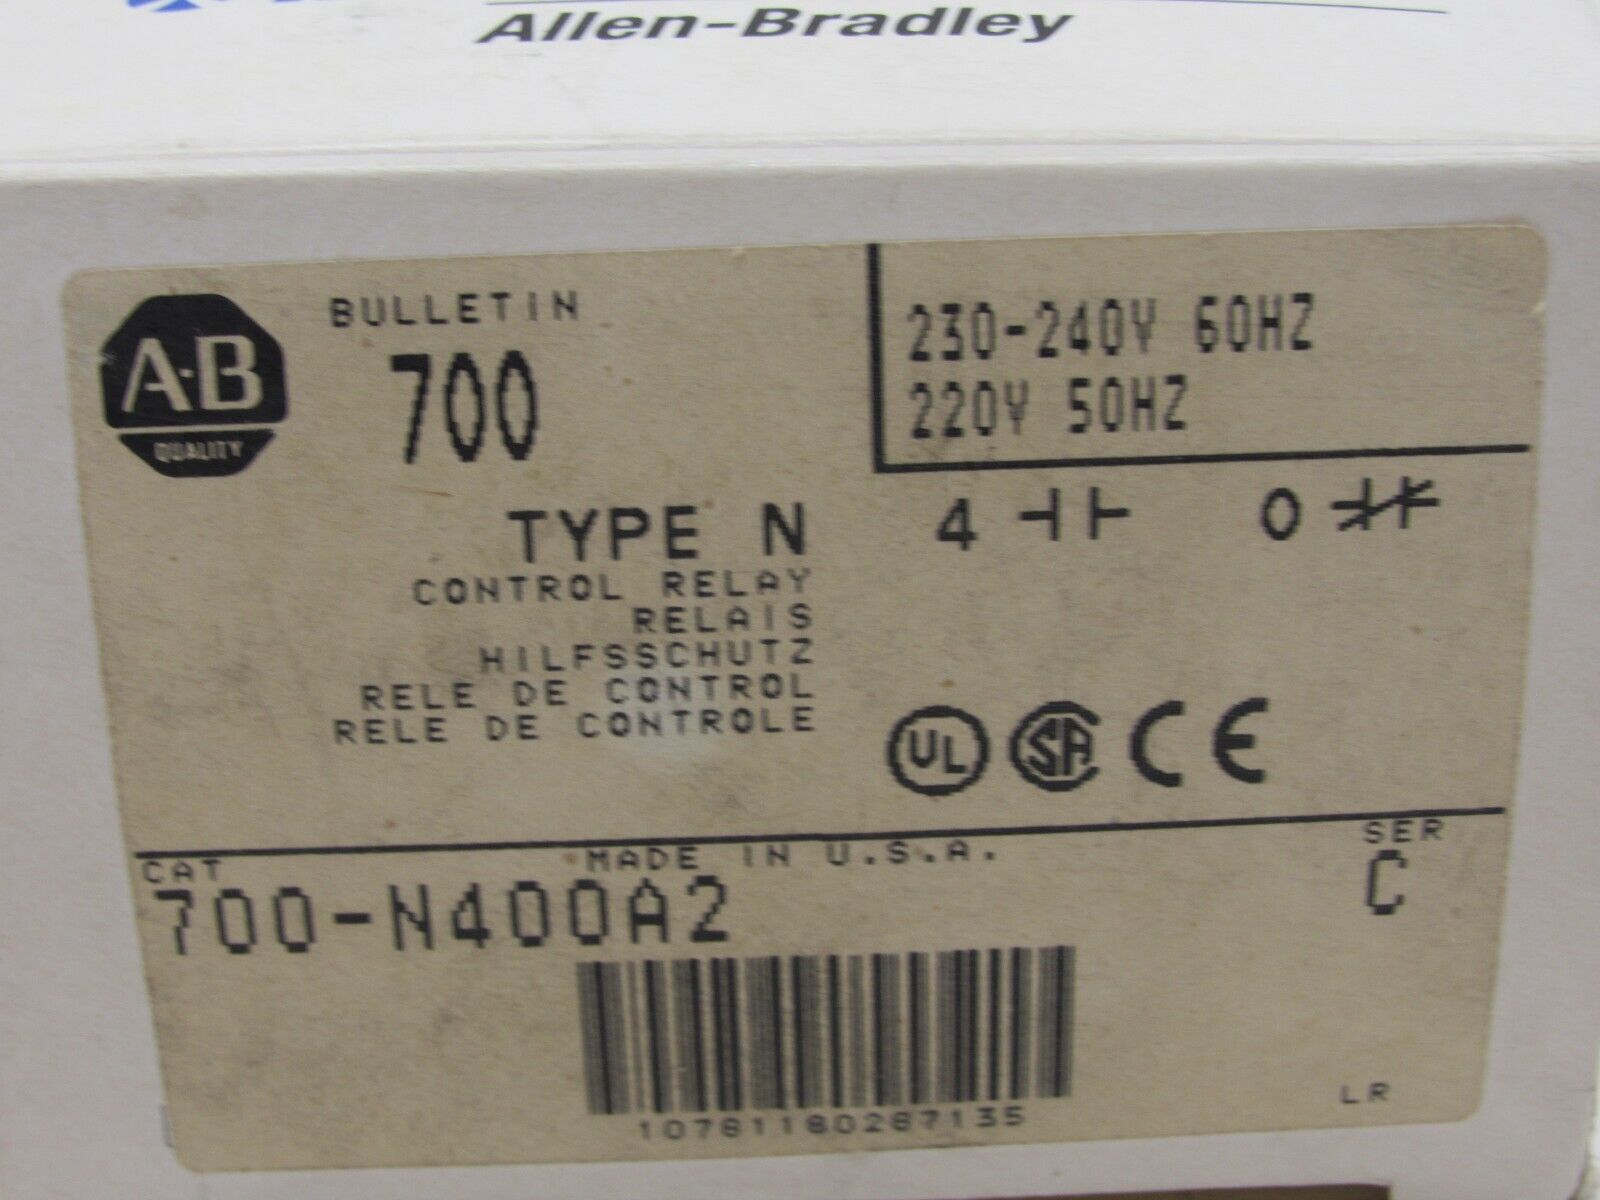 Allen-Bradley
A-B
QUALITY
BULLETIN
700
TYPE N
CONTROL RELAY
RELAIS
HILFSSCHUTZ
RELE DE CONTROL
RELE DE CONTROLE
230-240V 60HZ
220V 50HZ
4 0
UL SA CE
CAT MADE IN U.S.A. SER
700-N400A2 C
10781180287135
LR